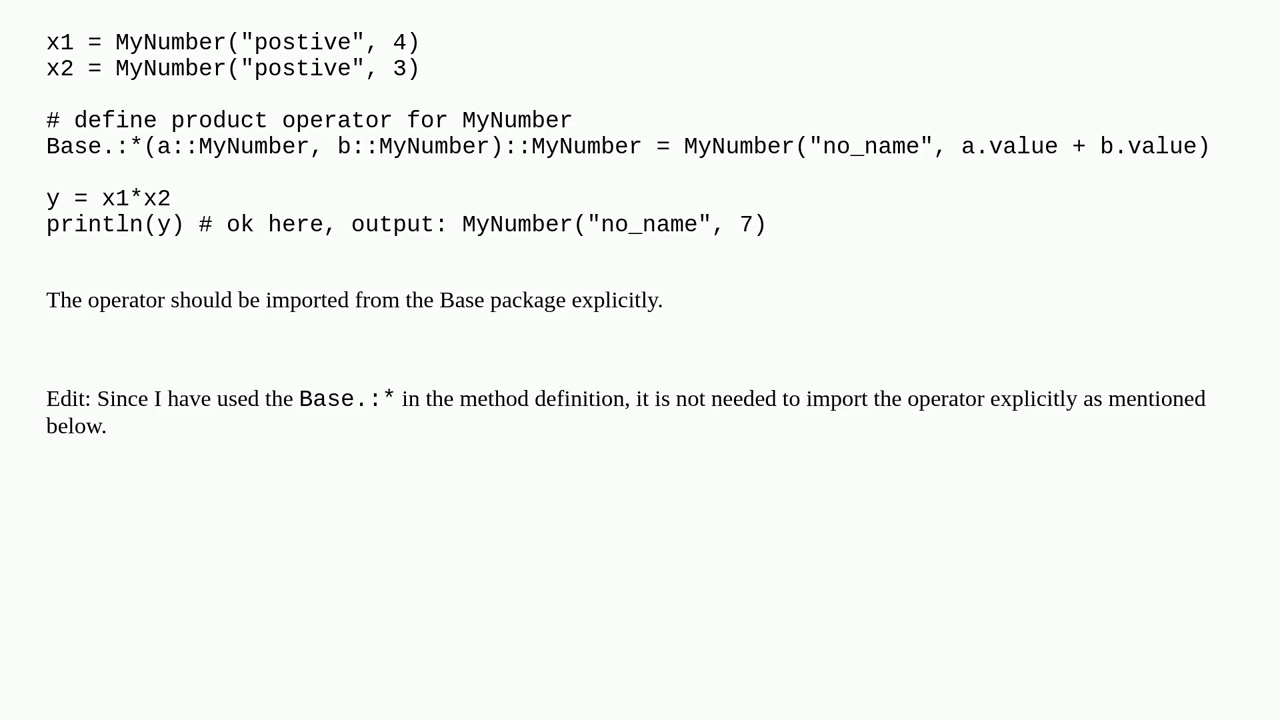 x1 = MyNumber("postive", 4)
x2 = MyNumber("postive", 3)
# define product operator for MyNumber
Base.:*(a::MyNumber, b::MyNumber)::MyNumber = MyNumber("no_name", a.value + b.value)
y = x1*x2
println(y) # ok here, output: MyNumber("no_name", 7)
The operator should be imported from the Base package explicitly.
Edit: Since I have used the Base.:* in the method definition, it is not needed to import the operator explicitly as mentioned
below.